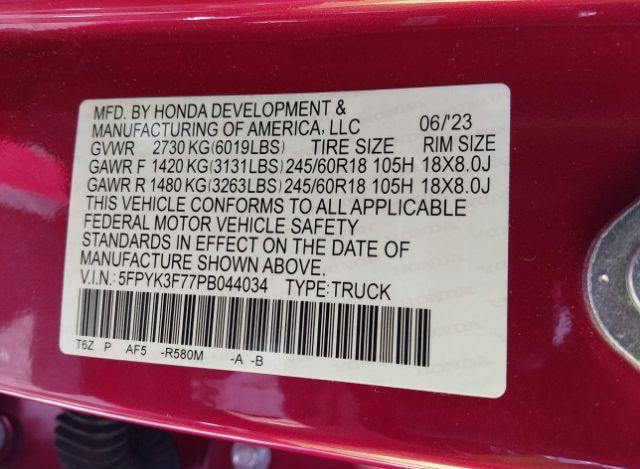 MFD. BY HONDA DEVELOPMENT &
MANUFACTURING OF AMERICA, LLC 06/'23
GVWR 2730 KG(6019LBS) TIRE SIZE RIM SIZE
GAWR F 1420 KG(3131LBS) 245/60R18 105H 18X8.0J
GAWR R 1480 KG(3263LBS) 245/60R18 105H 18X8.0J
THIS VEHICLE CONFORMS TO ALL APPLICABLE
FEDERAL MOTOR VEHICLE SAFETY
STANDARDS IN EFFECT ON THE DATE OF
MANUFACTURE SHOWN ABOVE.
V.I.N.: 5FPYK3F77PB044034 TYPE:TRUCK
T6Z P AF5 -R580M -A -B